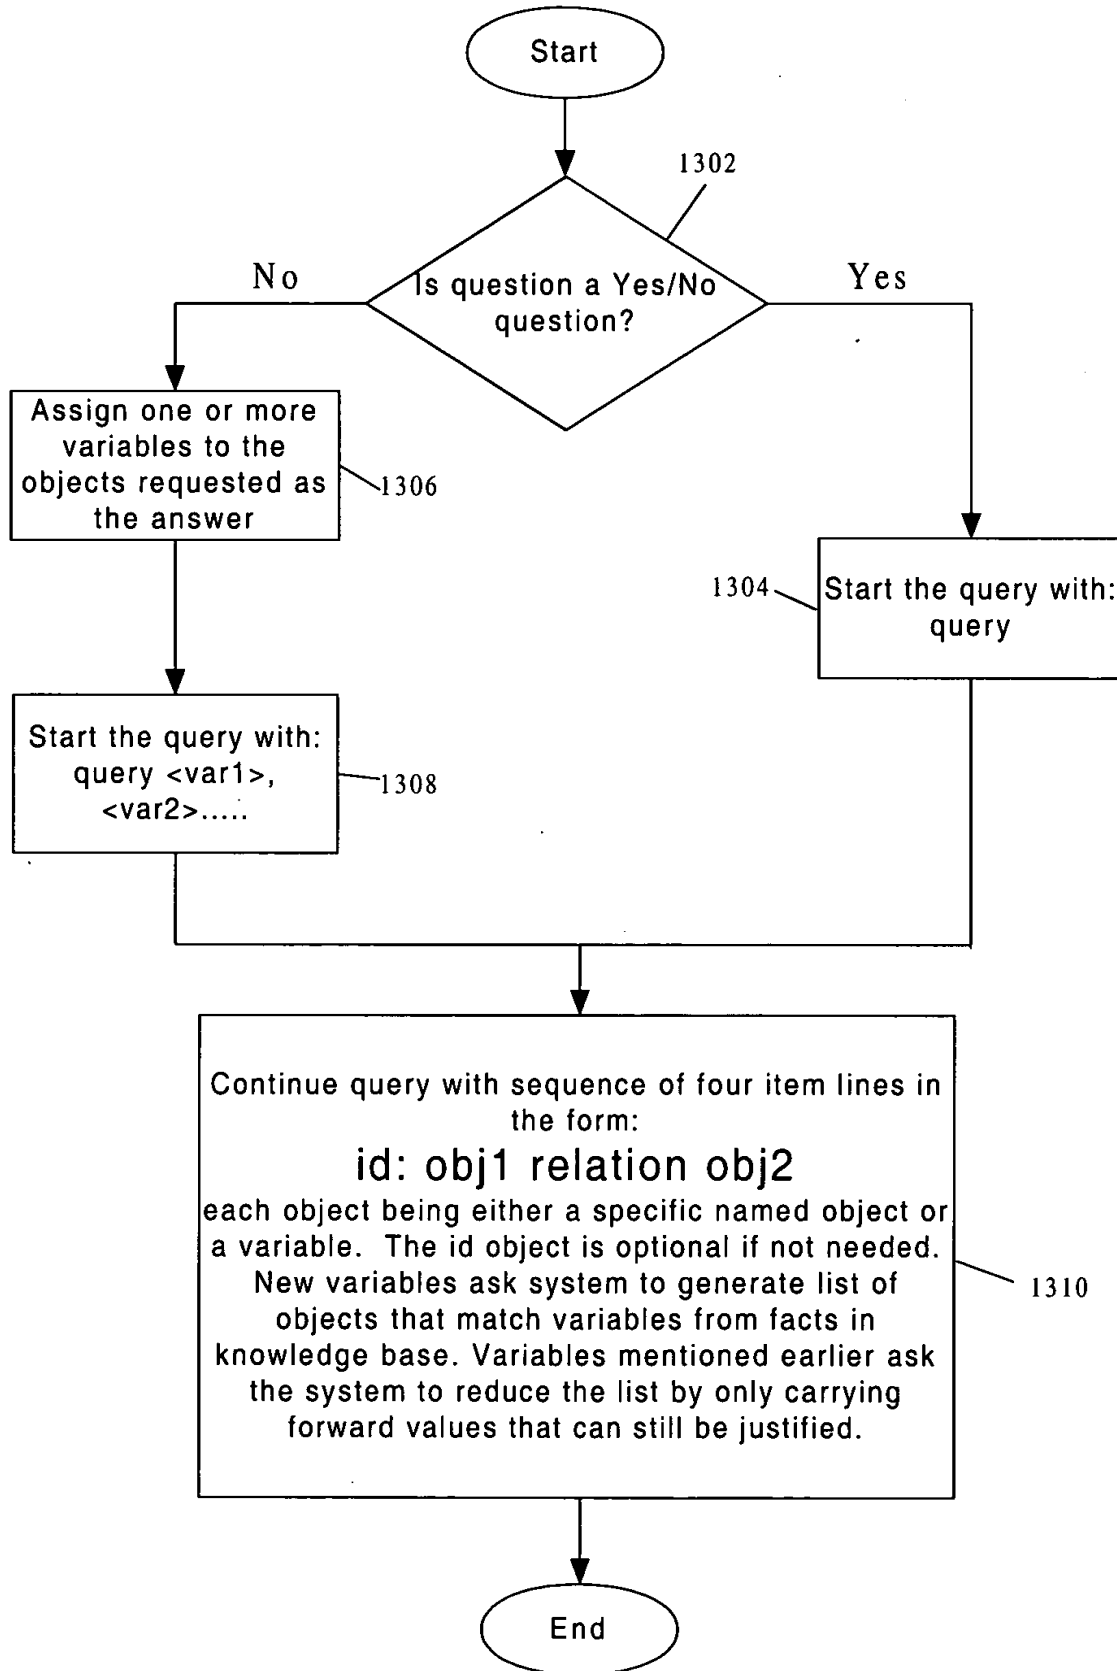 Start
1302
Is question a Yes/No
question?
No
Yes
Assign one or more
variables to the
objects requested as
the answer
1306
1304
Start the query with:
query
Start the query with:
query <var1>,
<var2>.....
1308
Continue query with sequence of four item lines in
the form:
id: obj1 relation obj2
each object being either a specific named object or
a variable. The id object is optional if not needed.
New variables ask system to generate list of
objects that match variables from facts in
knowledge base. Variables mentioned earlier ask
the system to reduce the list by only carrying
forward values that can still be justified.
1310
End